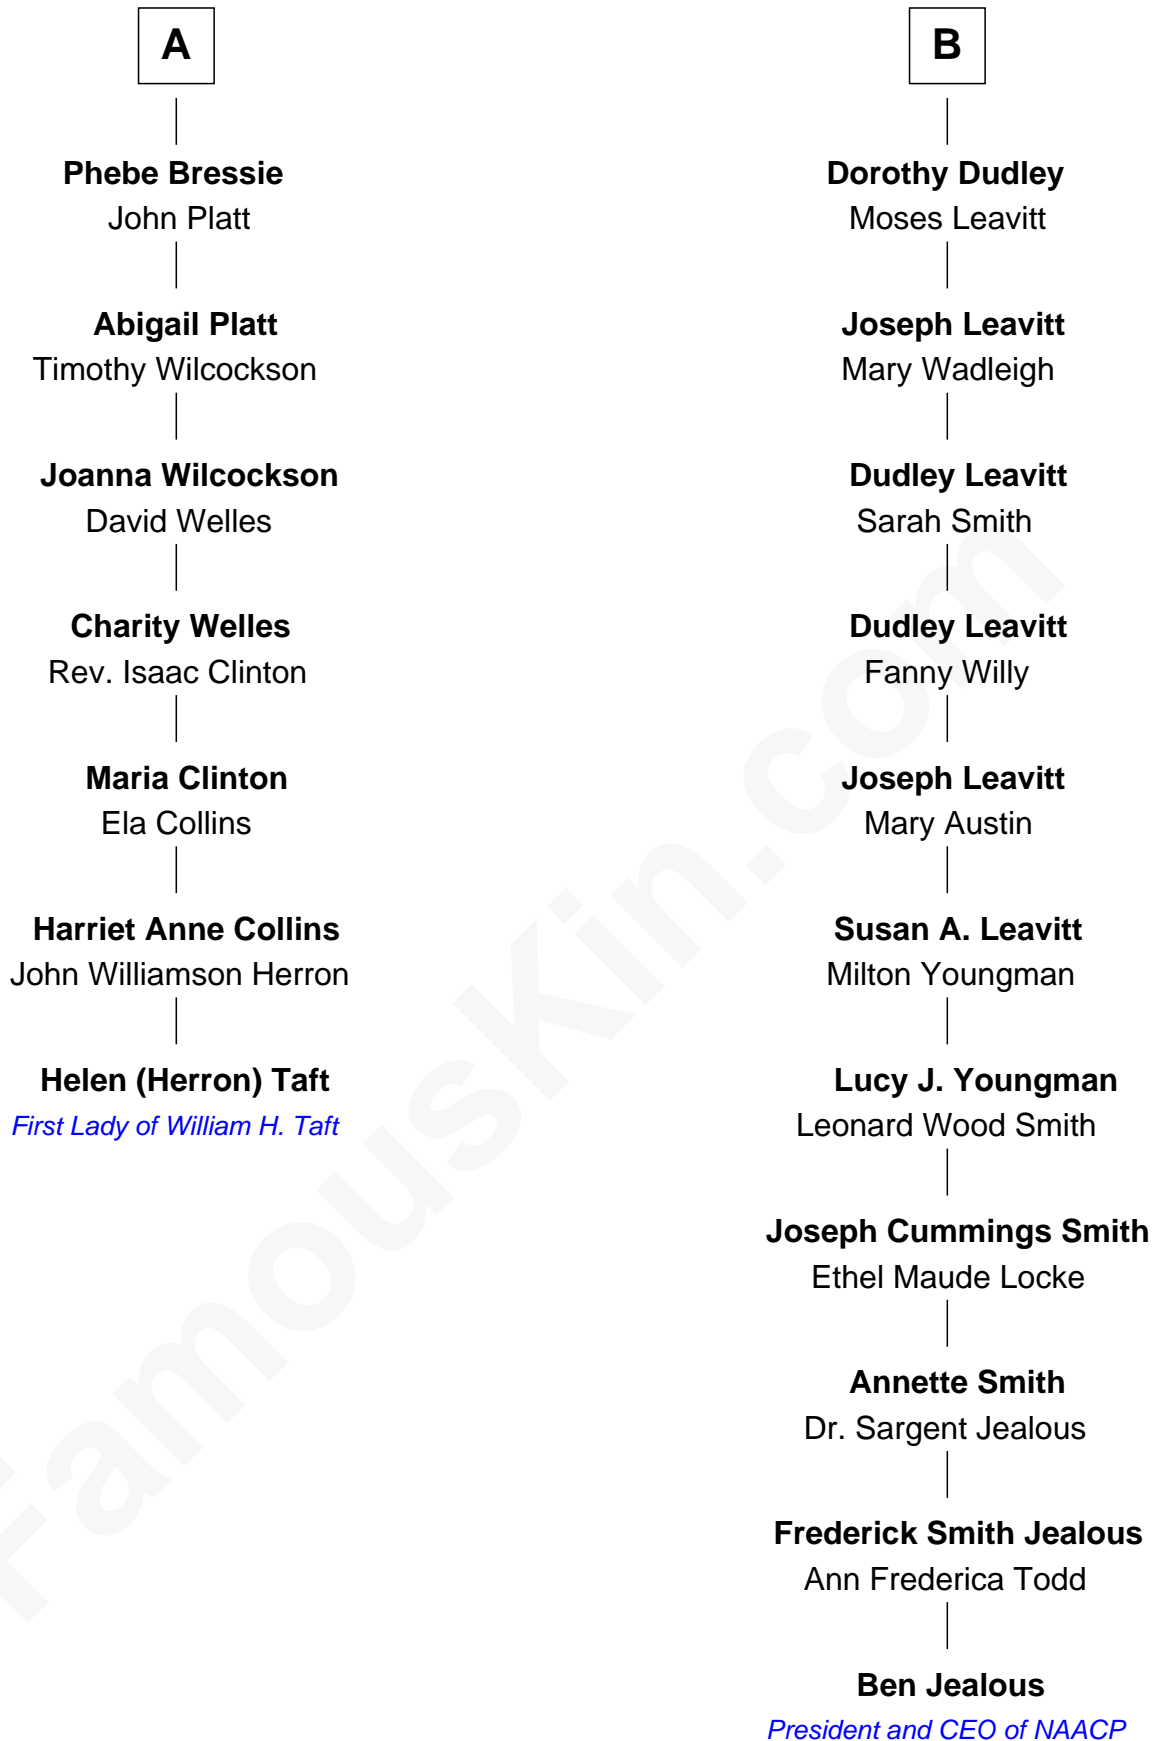 A
Phebe Bressie
John Platt
Abigail Platt
Timothy Wilcockson
Joanna Wilcockson
David Welles
Charity Welles
Rev. Isaac Clinton
Maria Clinton
Ela Collins
Harriet Anne Collins
John Williamson Herron
Helen (Herron) Taft
First Lady of William H. Taft
B
Dorothy Dudley
Moses Leavitt
Joseph Leavitt
Mary Wadleigh
Dudley Leavitt
Sarah Smith
Dudley Leavitt
Fanny Willy
Joseph Leavitt
Mary Austin
Susan A. Leavitt
Milton Youngman
Lucy J. Youngman
Leonard Wood Smith
Joseph Cummings Smith
Ethel Maude Locke
Annette Smith
Dr. Sargent Jealous
Frederick Smith Jealous
Ann Frederica Todd
Ben Jealous
President and CEO of NAACP
FamousKin.com